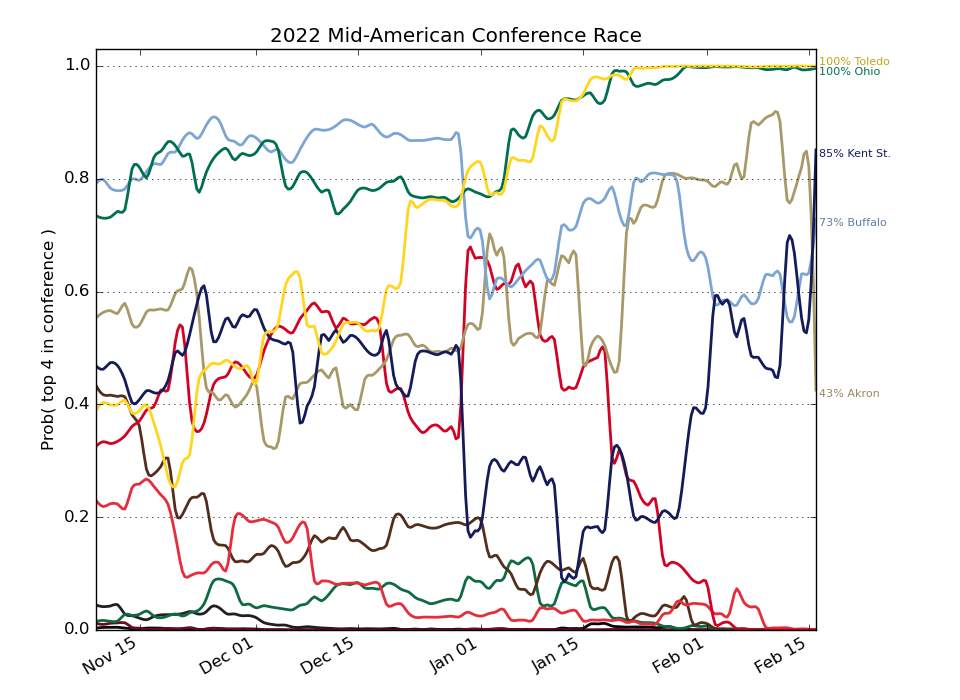 2022 Mid-American Conference Race
Prob( top 4 in conference )
1.0
0.8
0.6
0.4
0.2
0.0
Nov 15
Dec 01
Dec 15
Jan 01
Jan 15
Feb 01
Feb 15
100% Toledo
100% Ohio
85% Kent St.
73% Buffalo
43% Akron